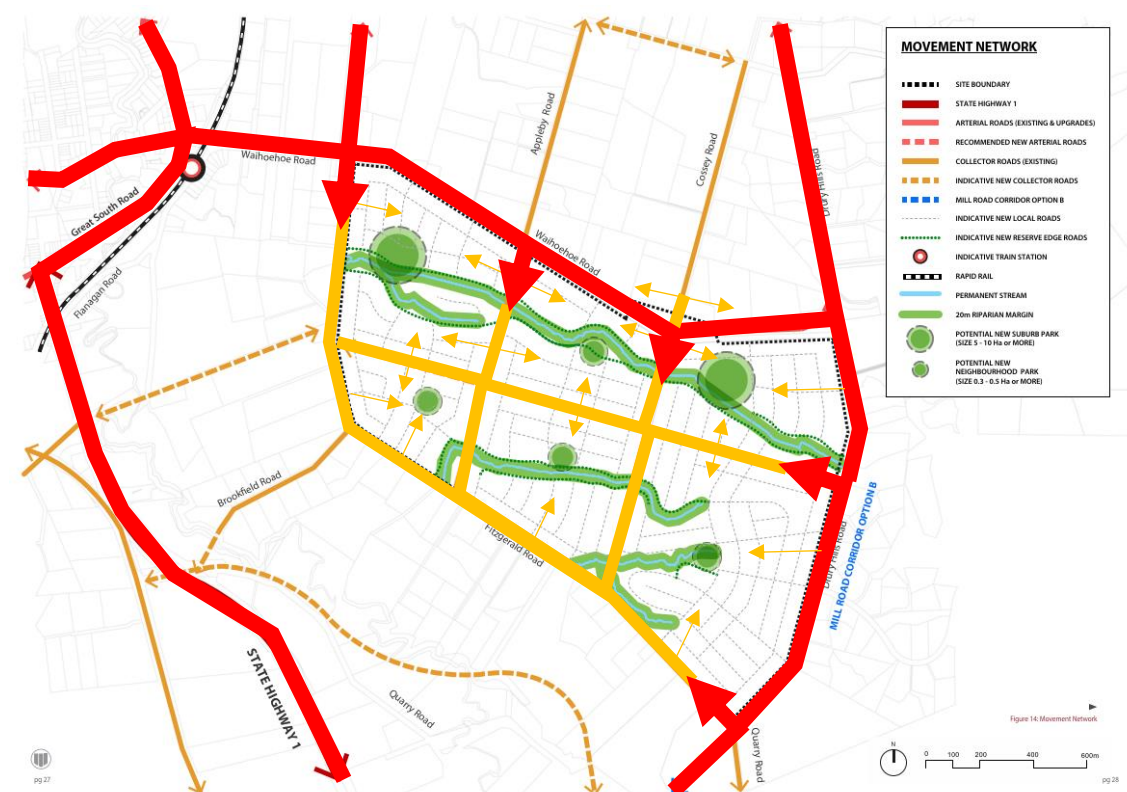 MOVEMENT NETWORK
SITE BOUNDARY
STATE HIGHWAY 1
ARTERIAL ROADS (EXISTING & UPGRADES)
RECOMMENDED NEW ARTERIAL ROADS
COLLECTOR ROADS (EXISTING)
INDICATIVE NEW COLLECTOR ROADS
MILL ROAD CORRIDOR OPTION B
INDICATIVE NEW LOCAL ROADS
INDICATIVE NEW RESERVE EDGE ROADS
INDICATIVE TRAIN STATION
RAPID RAIL
PERMANENT STREAM
20m RIPARIAN MARGIN
POTENTIAL NEW SUBURB PARK
(SIZE 5 - 10 Ha or MORE)
POTENTIAL NEW
NEIGHBOURHOOD PARK
(SIZE 0.3 - 0.5 Ha or MORE)
Waihoehoe Road
Appleby Road
Cossey Road
Drury Hills Road
Great South Road
Flanagan Road
Waihoehoe Road
Brookfield Road
Fitzgerald Road
Drury Hills Road
MILL ROAD CORRIDOR OPTION B
STATE HIGHWAY 1
Quarry Road
Quarry Road
Figure 14: Movement Network
N
0 100 200 400 600m
pg 27
pg 28